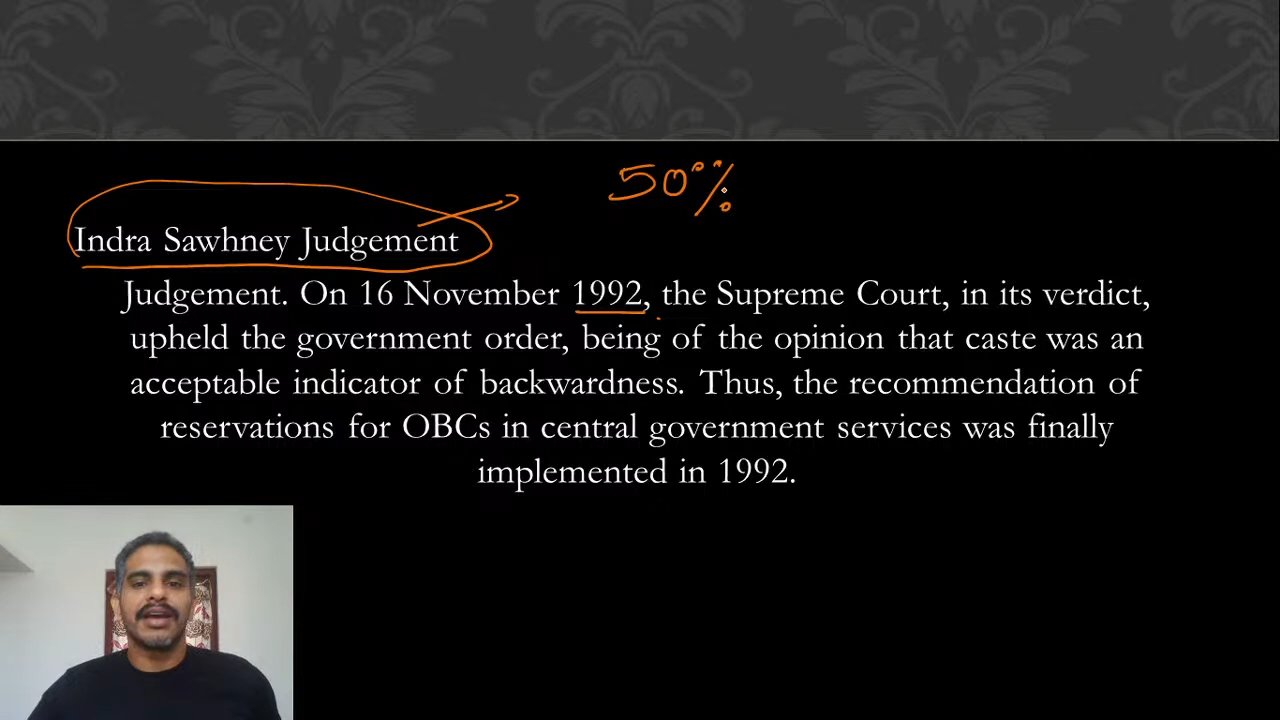 50%
Indra Sawhney Judgement
Judgement. On 16 November 1992, the Supreme Court, in its verdict,
upheld the government order, being of the opinion that caste was an
acceptable indicator of backwardness. Thus, the recommendation of
reservations for OBCs in central government services was finally
implemented in 1992.